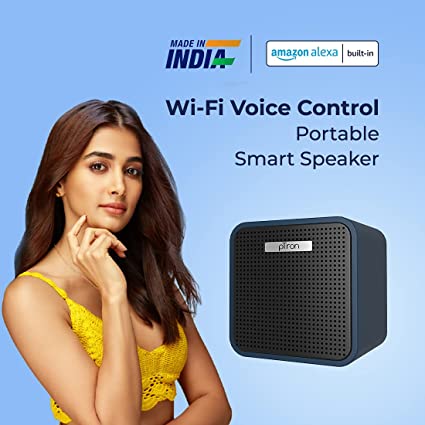 MADE IN
INDIA
amazon alexa | built-in
Wi-Fi Voice Control
Portable
Smart Speaker
pTron